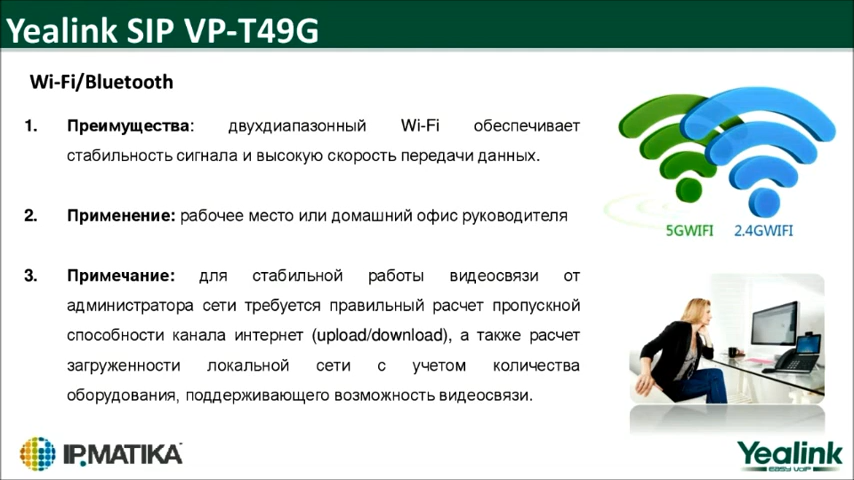 Yealink SIP VP-T49G
Wi-Fi/Bluetooth
1. Преимущества: двухдиапазонный Wi-Fi обеспечивает
стабильность сигнала и высокую скорость передачи данных.
2. Применение: рабочее место или домашний офис руководителя
3. Примечание: для стабильной работы видеосвязи от
администратора сети требуется правильный расчет пропускной
способности канала интернет (upload/download), а также расчет
загруженности локальной сети с учетом количества
оборудования, поддерживающего возможность видеосвязи.
5GWIFI 2.4GWIFI
IPMATIKA
Yealink
EASY VoIP